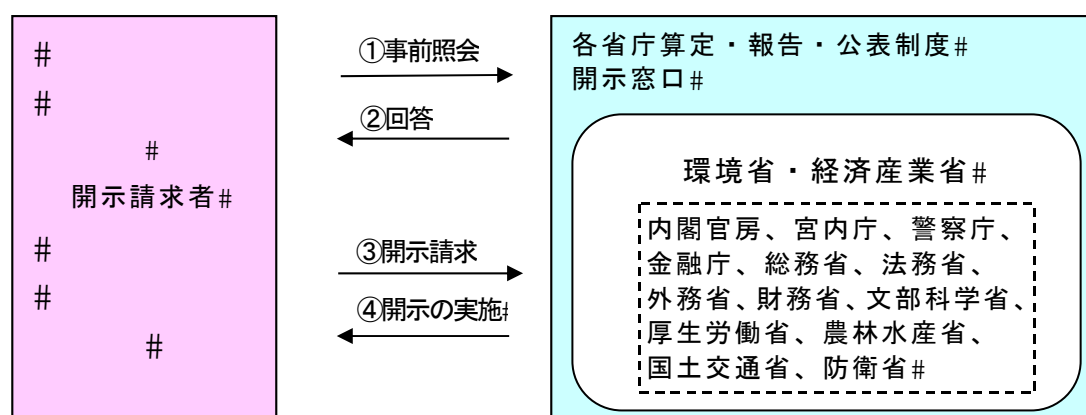 #
#
#
開示請求者#
#
#
#
①事前照会
②回答
③開示請求
④開示の実施#
各省庁算定・報告・公表制度#
開示窓口#
環境省・経済産業省#
内閣官房、宮内庁、警察庁、
金融庁、総務省、法務省、
外務省、財務省、文部科学省、
厚生労働省、農林水産省、
国土交通省、防衛省#